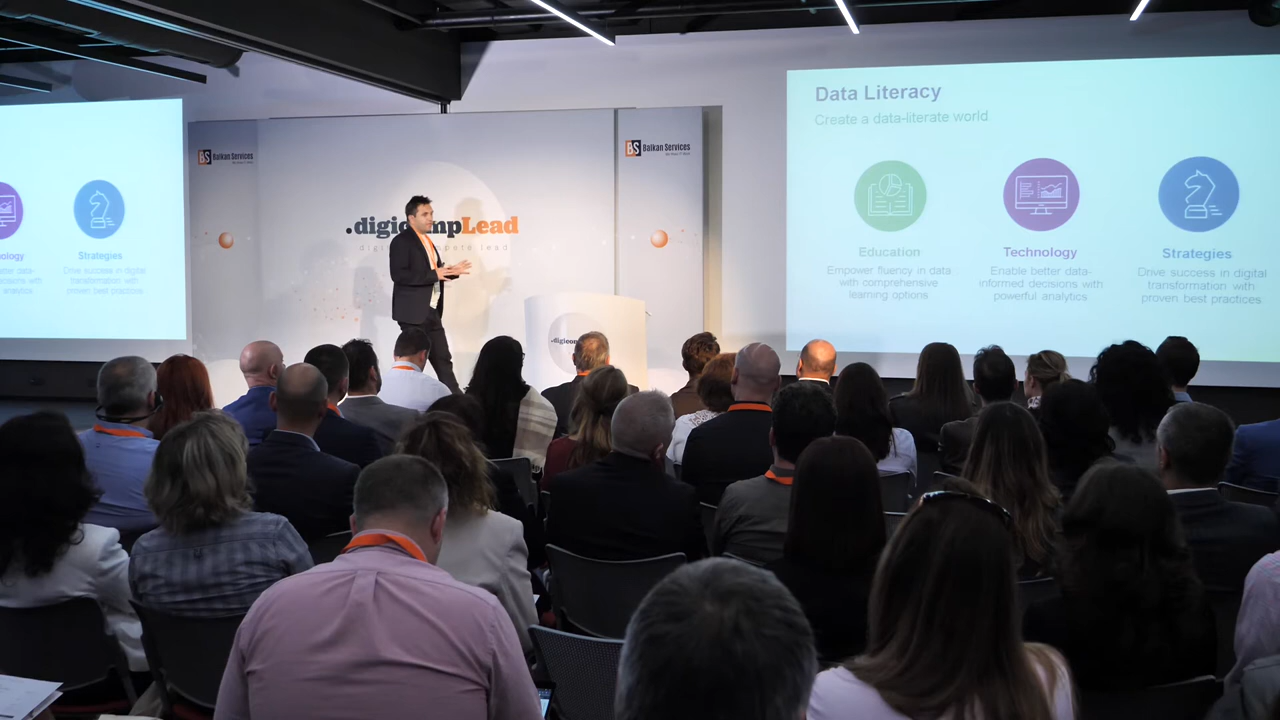 Data Literacy
Create a data-literate world
Education
Empower fluency in data
with comprehensive
learning options
Technology
Enable better data-
informed decisions with
powerful analytics
Strategies
Drive success in digital
transformation with
proven best practices
BS Balkan Services
BS Balkan Services
.digicompLead
Strategies
Drive success in digital
transformation with
proven best practices
analytics